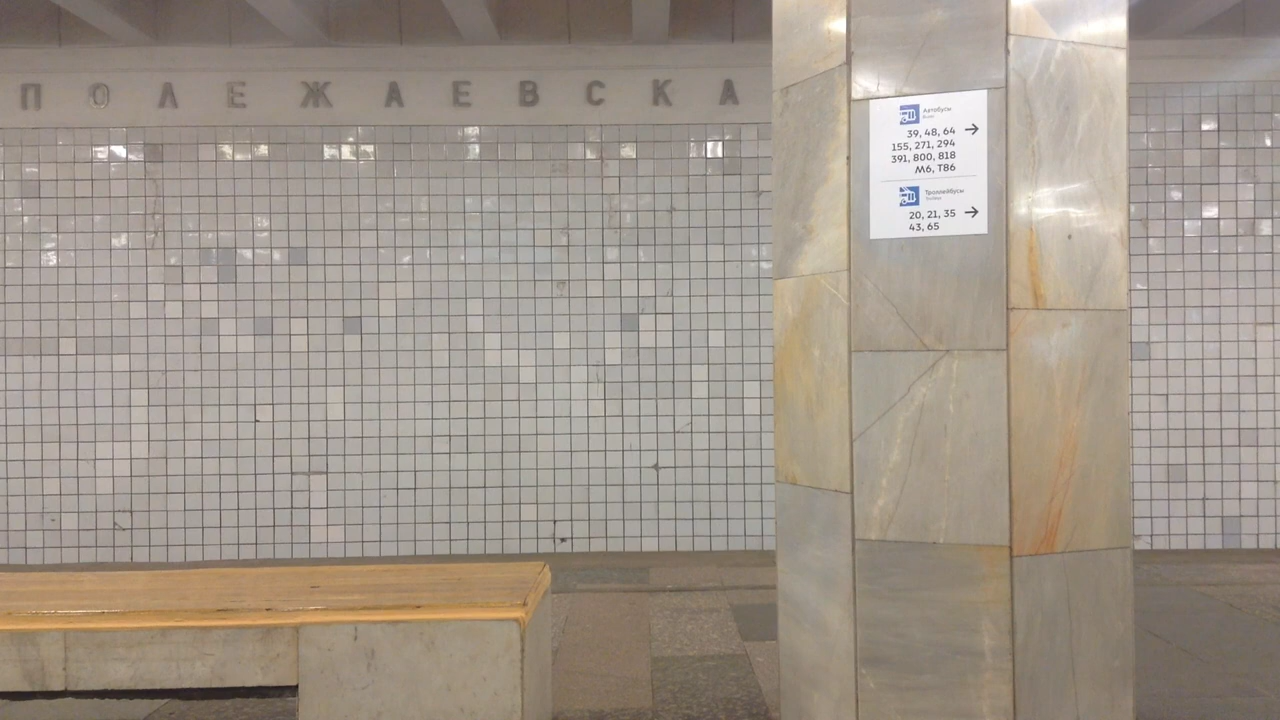 ПОЛЕЖАЕВСКА
Автобусы
Buses
39, 48, 64 →
155, 271, 294
391, 800, 818
М6, Т86
Троллейбусы
20, 21, 35 →
43, 65